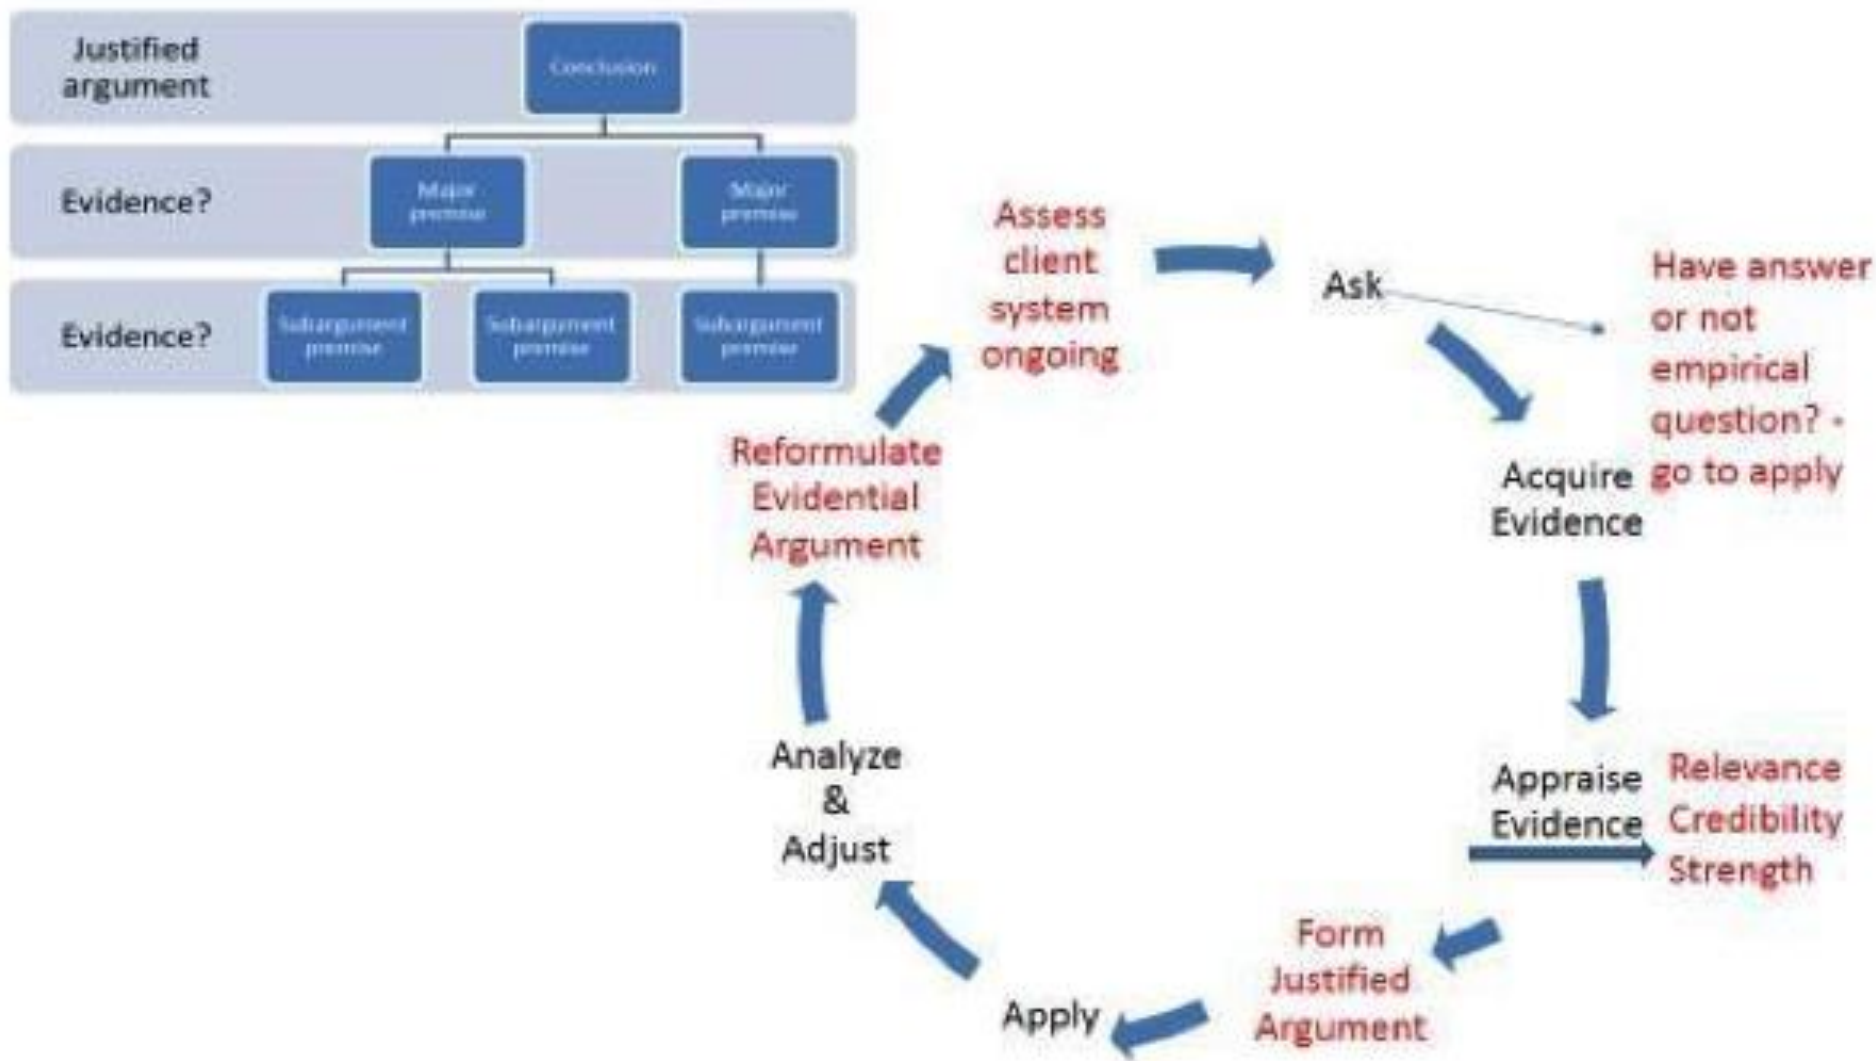 Justified
argument
Conclusion
Evidence?
Major
premise
Major
premise
Evidence?
Subargument
premise
Subargument
premise
Subargument
premise
Assess
client
system
ongoing
Ask
Have answer
or not
empirical
question? -
go to apply
Acquire
Evidence
Appraise
Evidence
Relevance
Credibility
Strength
Form
Justified
Argument
Apply
Analyze
&
Adjust
Reformulate
Evidential
Argument